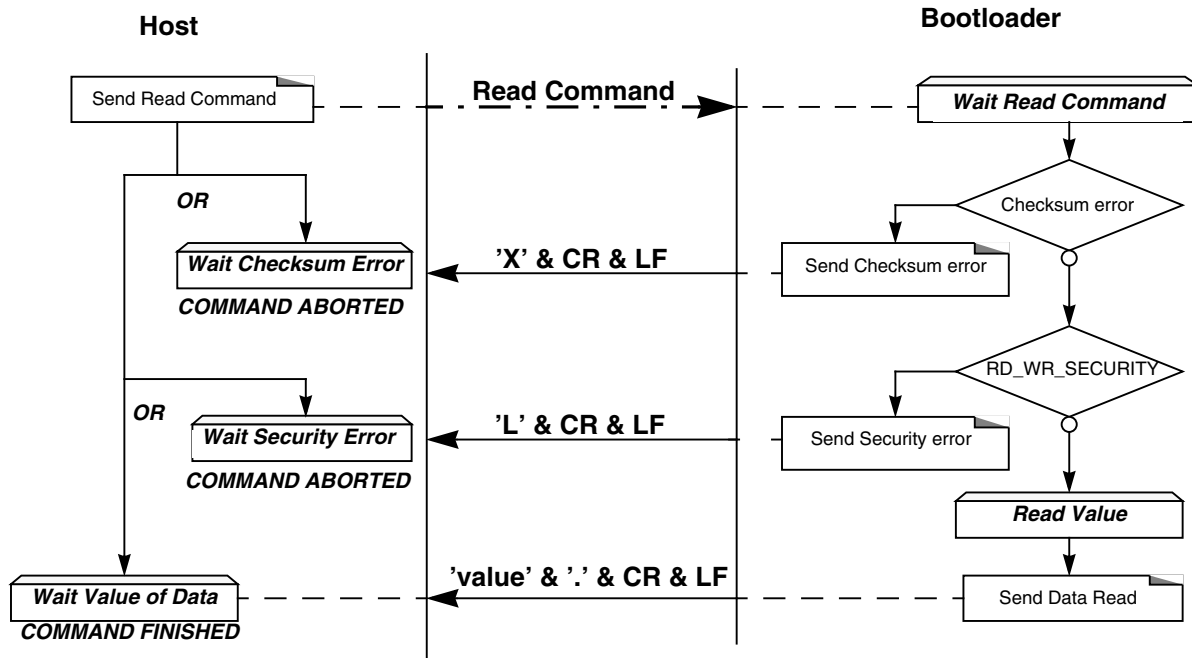 Host
Bootloader
Send Read Command
Read Command
Wait Read Command
OR
Checksum error
Wait Checksum Error
’X’ & CR & LF
Send Checksum error
COMMAND ABORTED
RD_WR_SECURITY
OR
Wait Security Error
’L’ & CR & LF
Send Security error
COMMAND ABORTED
Read Value
’value’ & ’.’ & CR & LF
Wait Value of Data
Send Data Read
COMMAND FINISHED